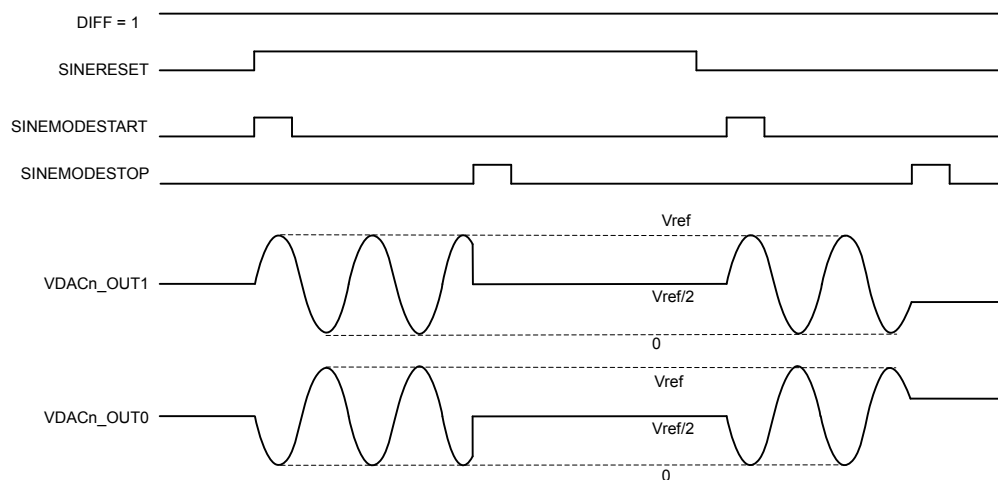 DIFF = 1
SINERESET
SINEMODESTART
SINEMODESTOP
Vref
VDACn_OUT1
Vref/2
0
Vref
VDACn_OUT0
Vref/2
0